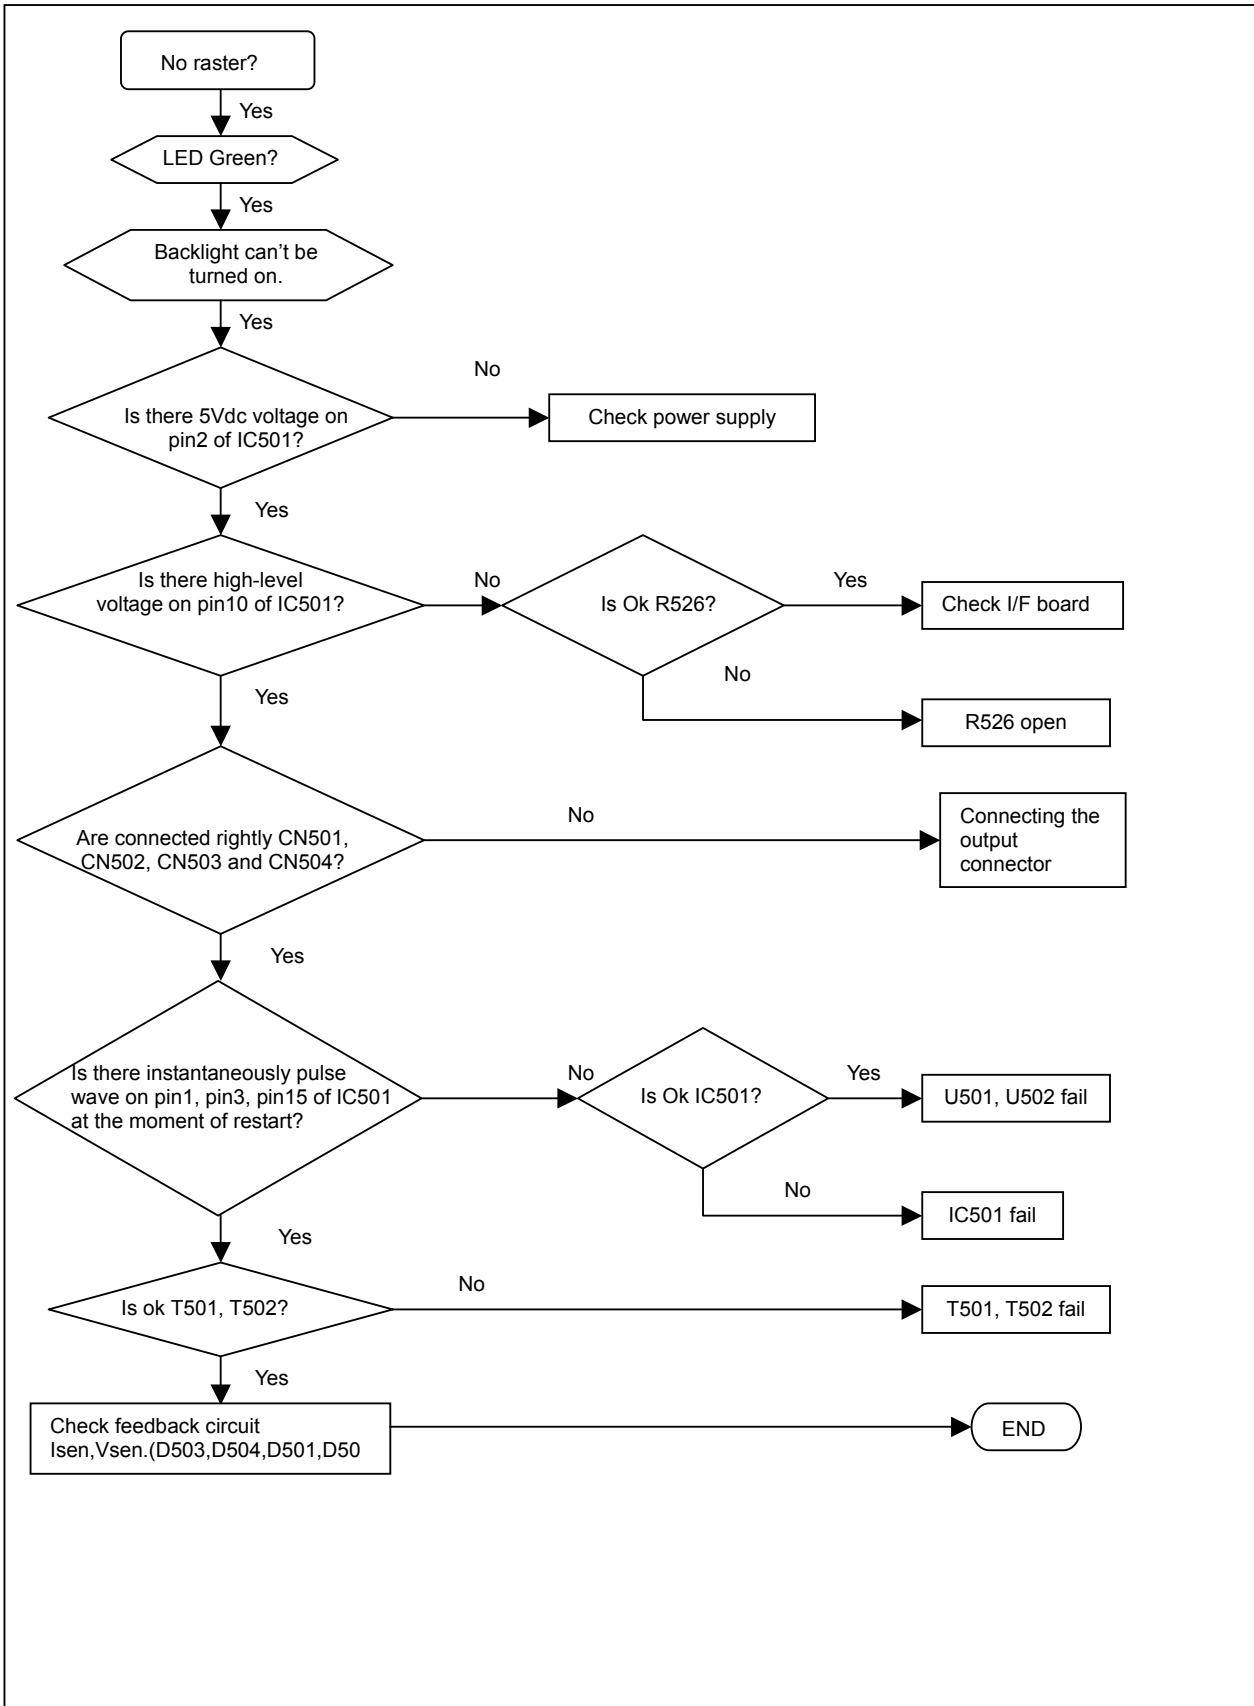 No raster?
Yes
LED Green?
Yes
Backlight can't be
turned on.
Yes
Is there 5Vdc voltage on
pin2 of IC501?
No
Check power supply
Yes
Is there high-level
voltage on pin10 of IC501?
No
Is Ok R526?
Yes
Check I/F board
No
R526 open
Yes
Are connected rightly CN501,
CN502, CN503 and CN504?
No
Connecting the
output
connector
Yes
Is there instantaneously pulse
wave on pin1, pin3, pin15 of IC501
at the moment of restart?
No
Is Ok IC501?
Yes
U501, U502 fail
No
IC501 fail
Yes
Is ok T501, T502?
No
T501, T502 fail
Yes
Check feedback circuit
Isen,Vsen.(D503,D504,D501,D50
END